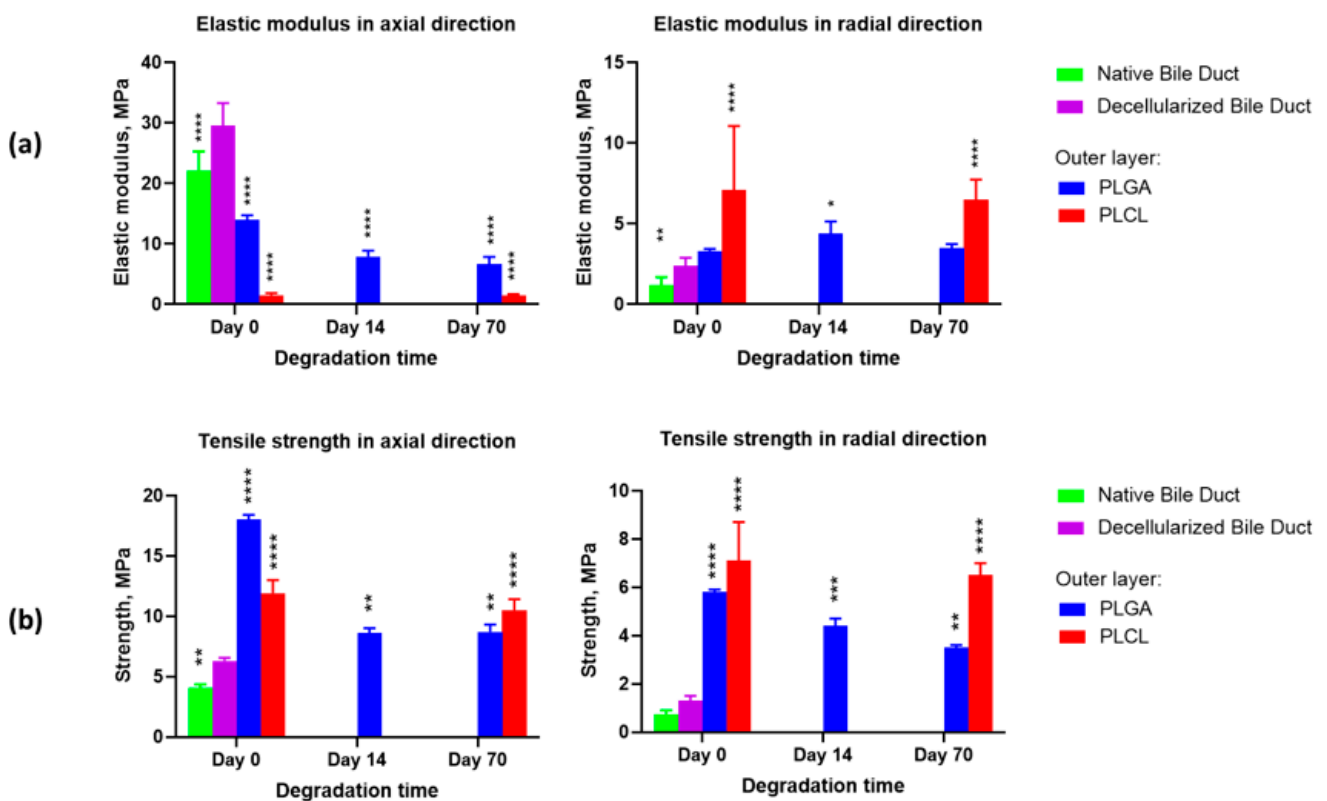 (a)
Elastic modulus in axial direction
Elastic modulus, MPa
40
30
20
10
0
****
****
****
****
****
****
Day 0 Day 14 Day 70
Degradation time
Elastic modulus in radial direction
Elastic modulus, MPa
15
10
5
0
**
****
*
****
Day 0 Day 14 Day 70
Degradation time
Native Bile Duct
Decellularized Bile Duct
Outer layer:
PLGA
PLCL
(b)
Tensile strength in axial direction
Strength, MPa
20
15
10
5
0
**
****
****
**
**
****
Day 0 Day 14 Day 70
Degradation time
Tensile strength in radial direction
Strength, MPa
10
8
6
4
2
0
****
****
***
**
****
Day 0 Day 14 Day 70
Degradation time
Native Bile Duct
Decellularized Bile Duct
Outer layer:
PLGA
PLCL